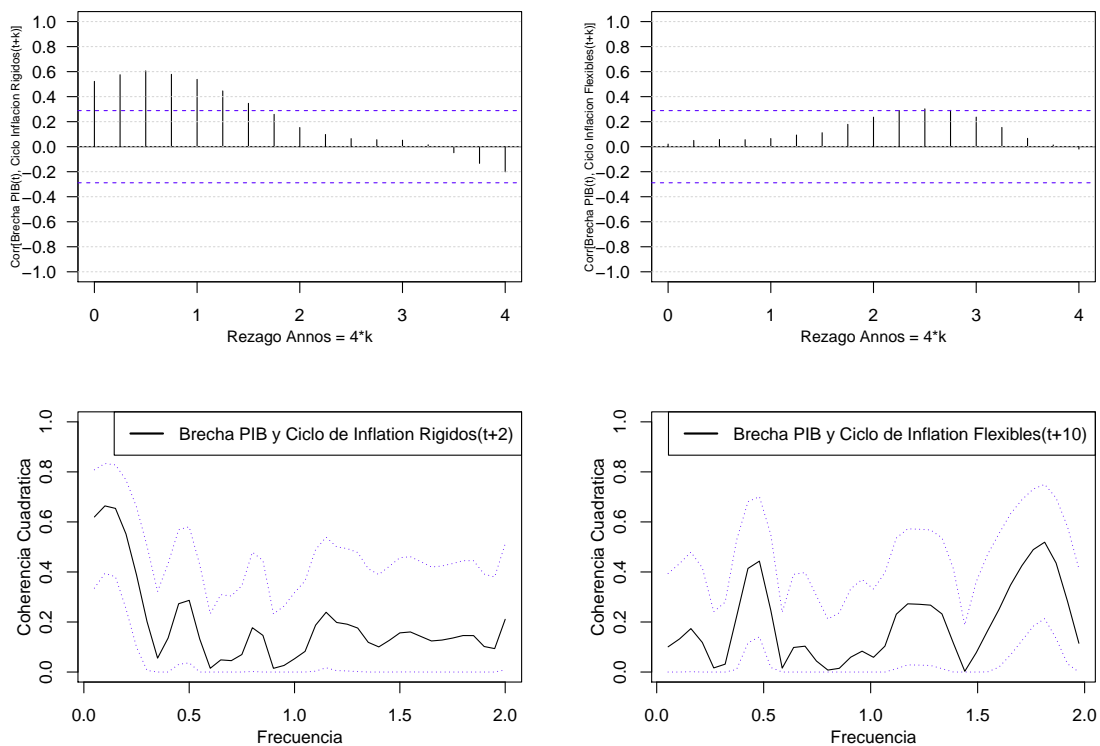 Corr[Brecha PIB(t), Ciclo Inflacion Rigidos(t+k)]
1.0
0.8
0.6
0.4
0.2
0.0
−0.2
−0.4
−0.6
−0.8
−1.0
0 1 2 3 4
Rezago Annos = 4*k
Corr[Brecha PIB(t), Ciclo Inflacion Flexibles(t+k)]
1.0
0.8
0.6
0.4
0.2
0.0
−0.2
−0.4
−0.6
−0.8
−1.0
0 1 2 3 4
Rezago Annos = 4*k
Brecha PIB y Ciclo de Inflation Rigidos(t+2)
Coherencia Cuadratica
1.0
0.8
0.6
0.4
0.2
0.0
0.0 0.5 1.0 1.5 2.0
Frecuencia
Brecha PIB y Ciclo de Inflation Flexibles(t+10)
Coherencia Cuadratica
1.0
0.8
0.6
0.4
0.2
0.0
0.0 0.5 1.0 1.5 2.0
Frecuencia